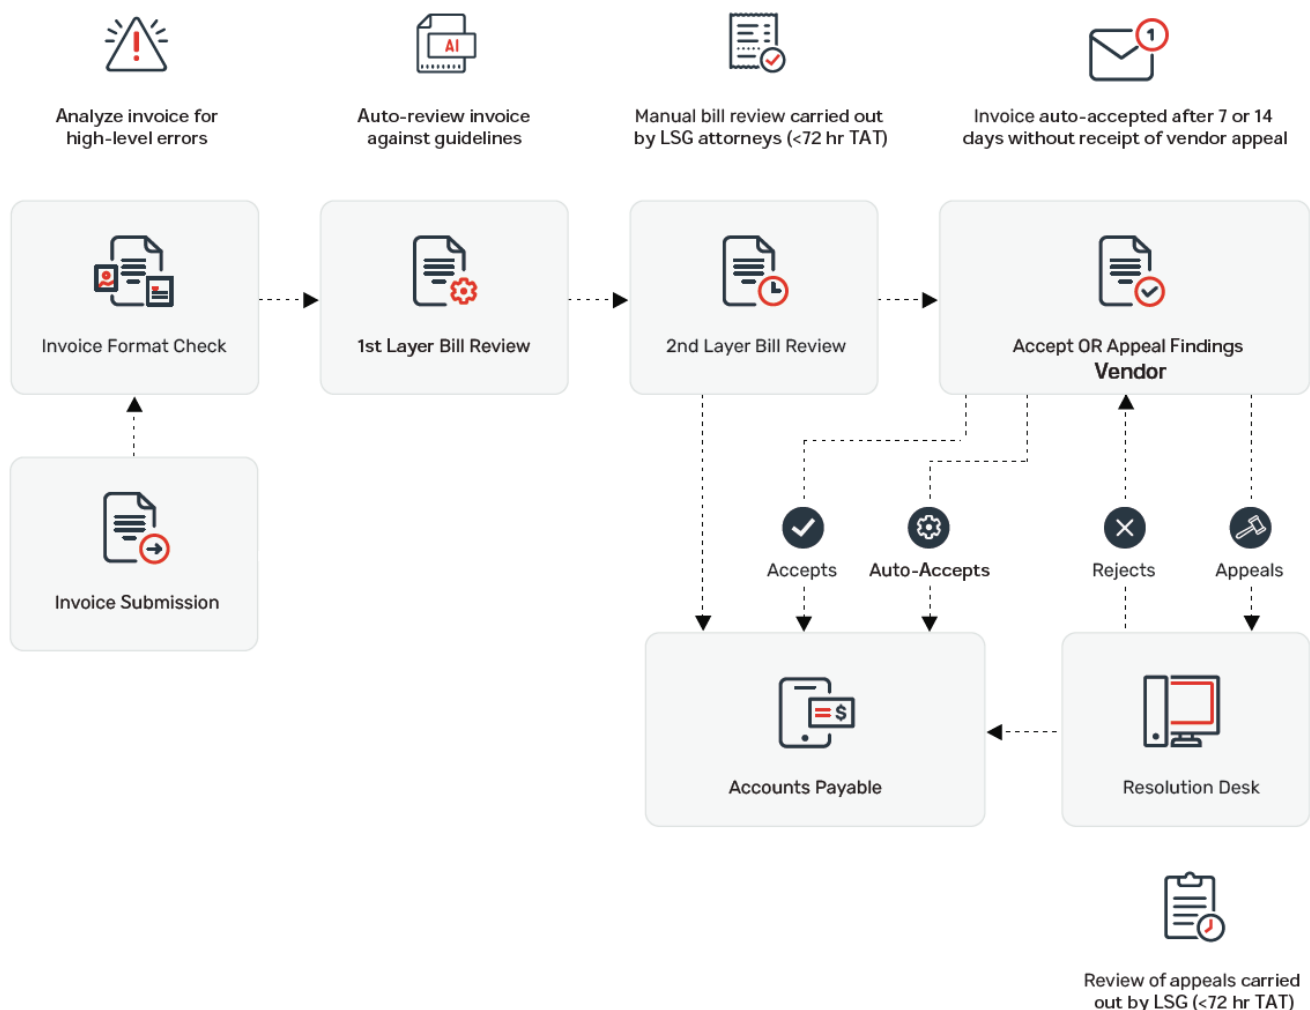 AI
1
Analyze invoice for
high-level errors
Auto-review invoice
against guidelines
Manual bill review carried out
by LSG attorneys (<72 hr TAT)
Invoice auto-accepted after 7 or 14
days without receipt of vendor appeal
Invoice Format Check
1st Layer Bill Review
2nd Layer Bill Review
Accept OR Appeal Findings
Vendor
Invoice Submission
Accepts
Auto-Accepts
Rejects
Appeals
= $
Accounts Payable
Resolution Desk
Review of appeals carried
out by LSG (<72 hr TAT)